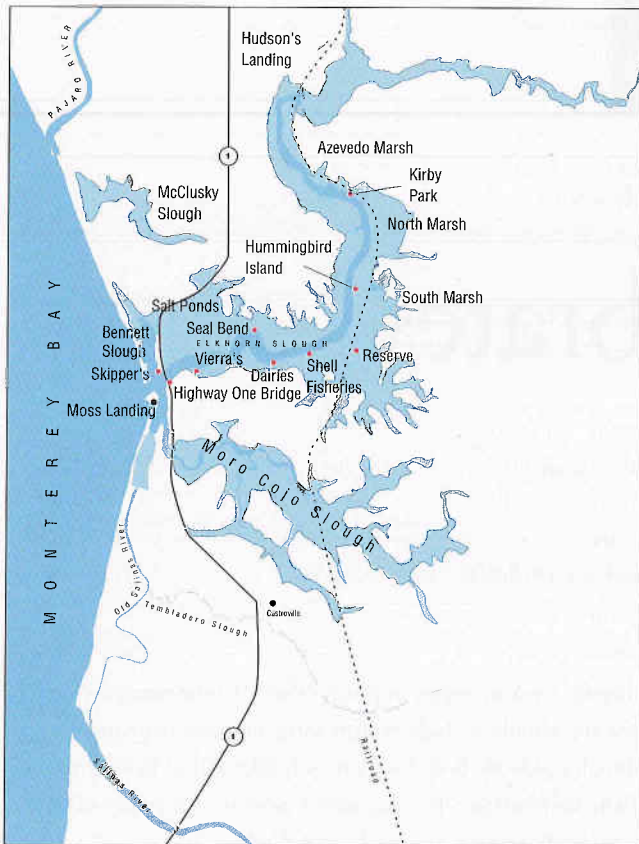 Hudson's
Landing
PAJARO RIVER
Azevedo Marsh
1
Kirby
Park
McClusky
Slough
North Marsh
Hummingbird
Island
South Marsh
Salt Ponds
Bennett
Slough
Seal Bend
ELKHORN SLOUGH
Vierra's
Shell
Fisheries
Reserve
Skipper's
Dairies
Highway One Bridge
Moss Landing
MONTEREY BAY
Moro Cojo Slough
Old Salinas River
Tembladero Slough
Castroville
1
Railroad
Salinas River